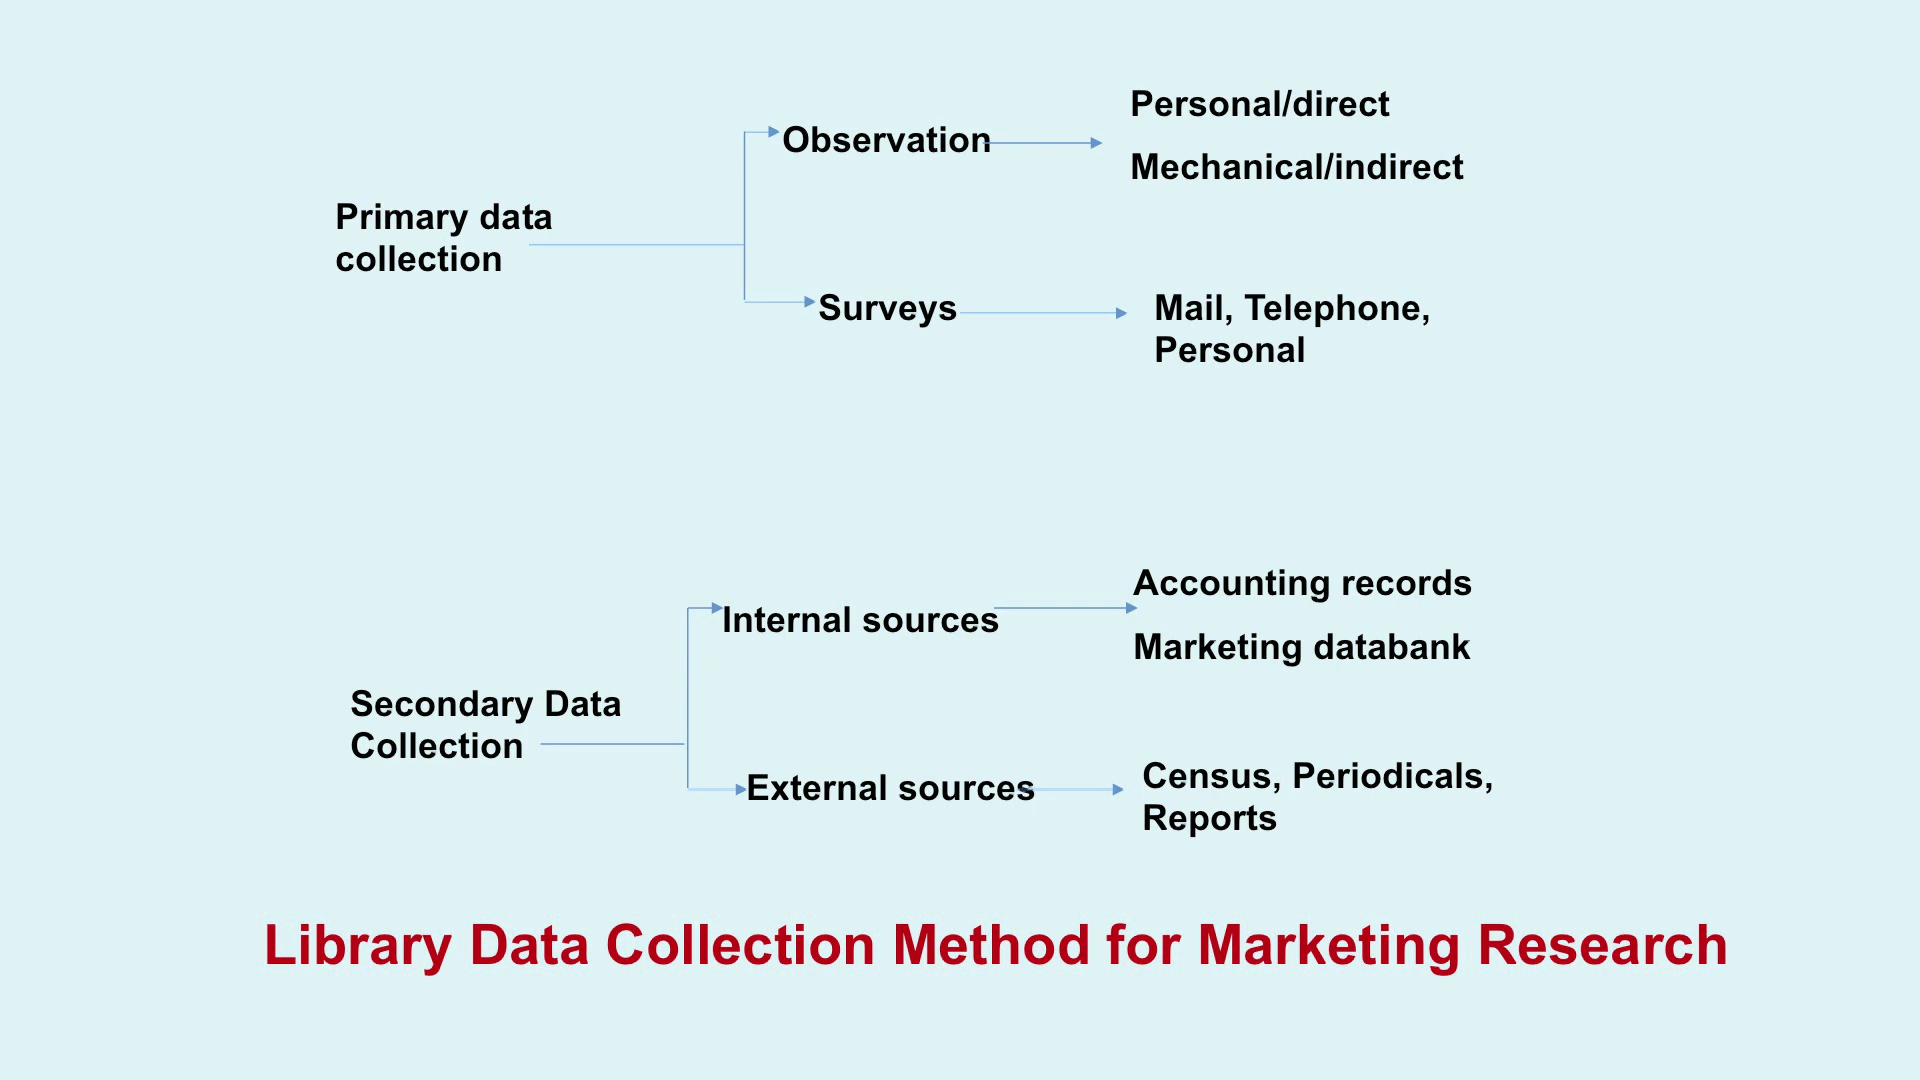 Personal/direct
Observation
Mechanical/indirect
Primary data
collection
Surveys
Mail, Telephone,
Personal
Accounting records
Internal sources
Marketing databank
Secondary Data
Collection
External sources
Census, Periodicals,
Reports
Library Data Collection Method for Marketing Research